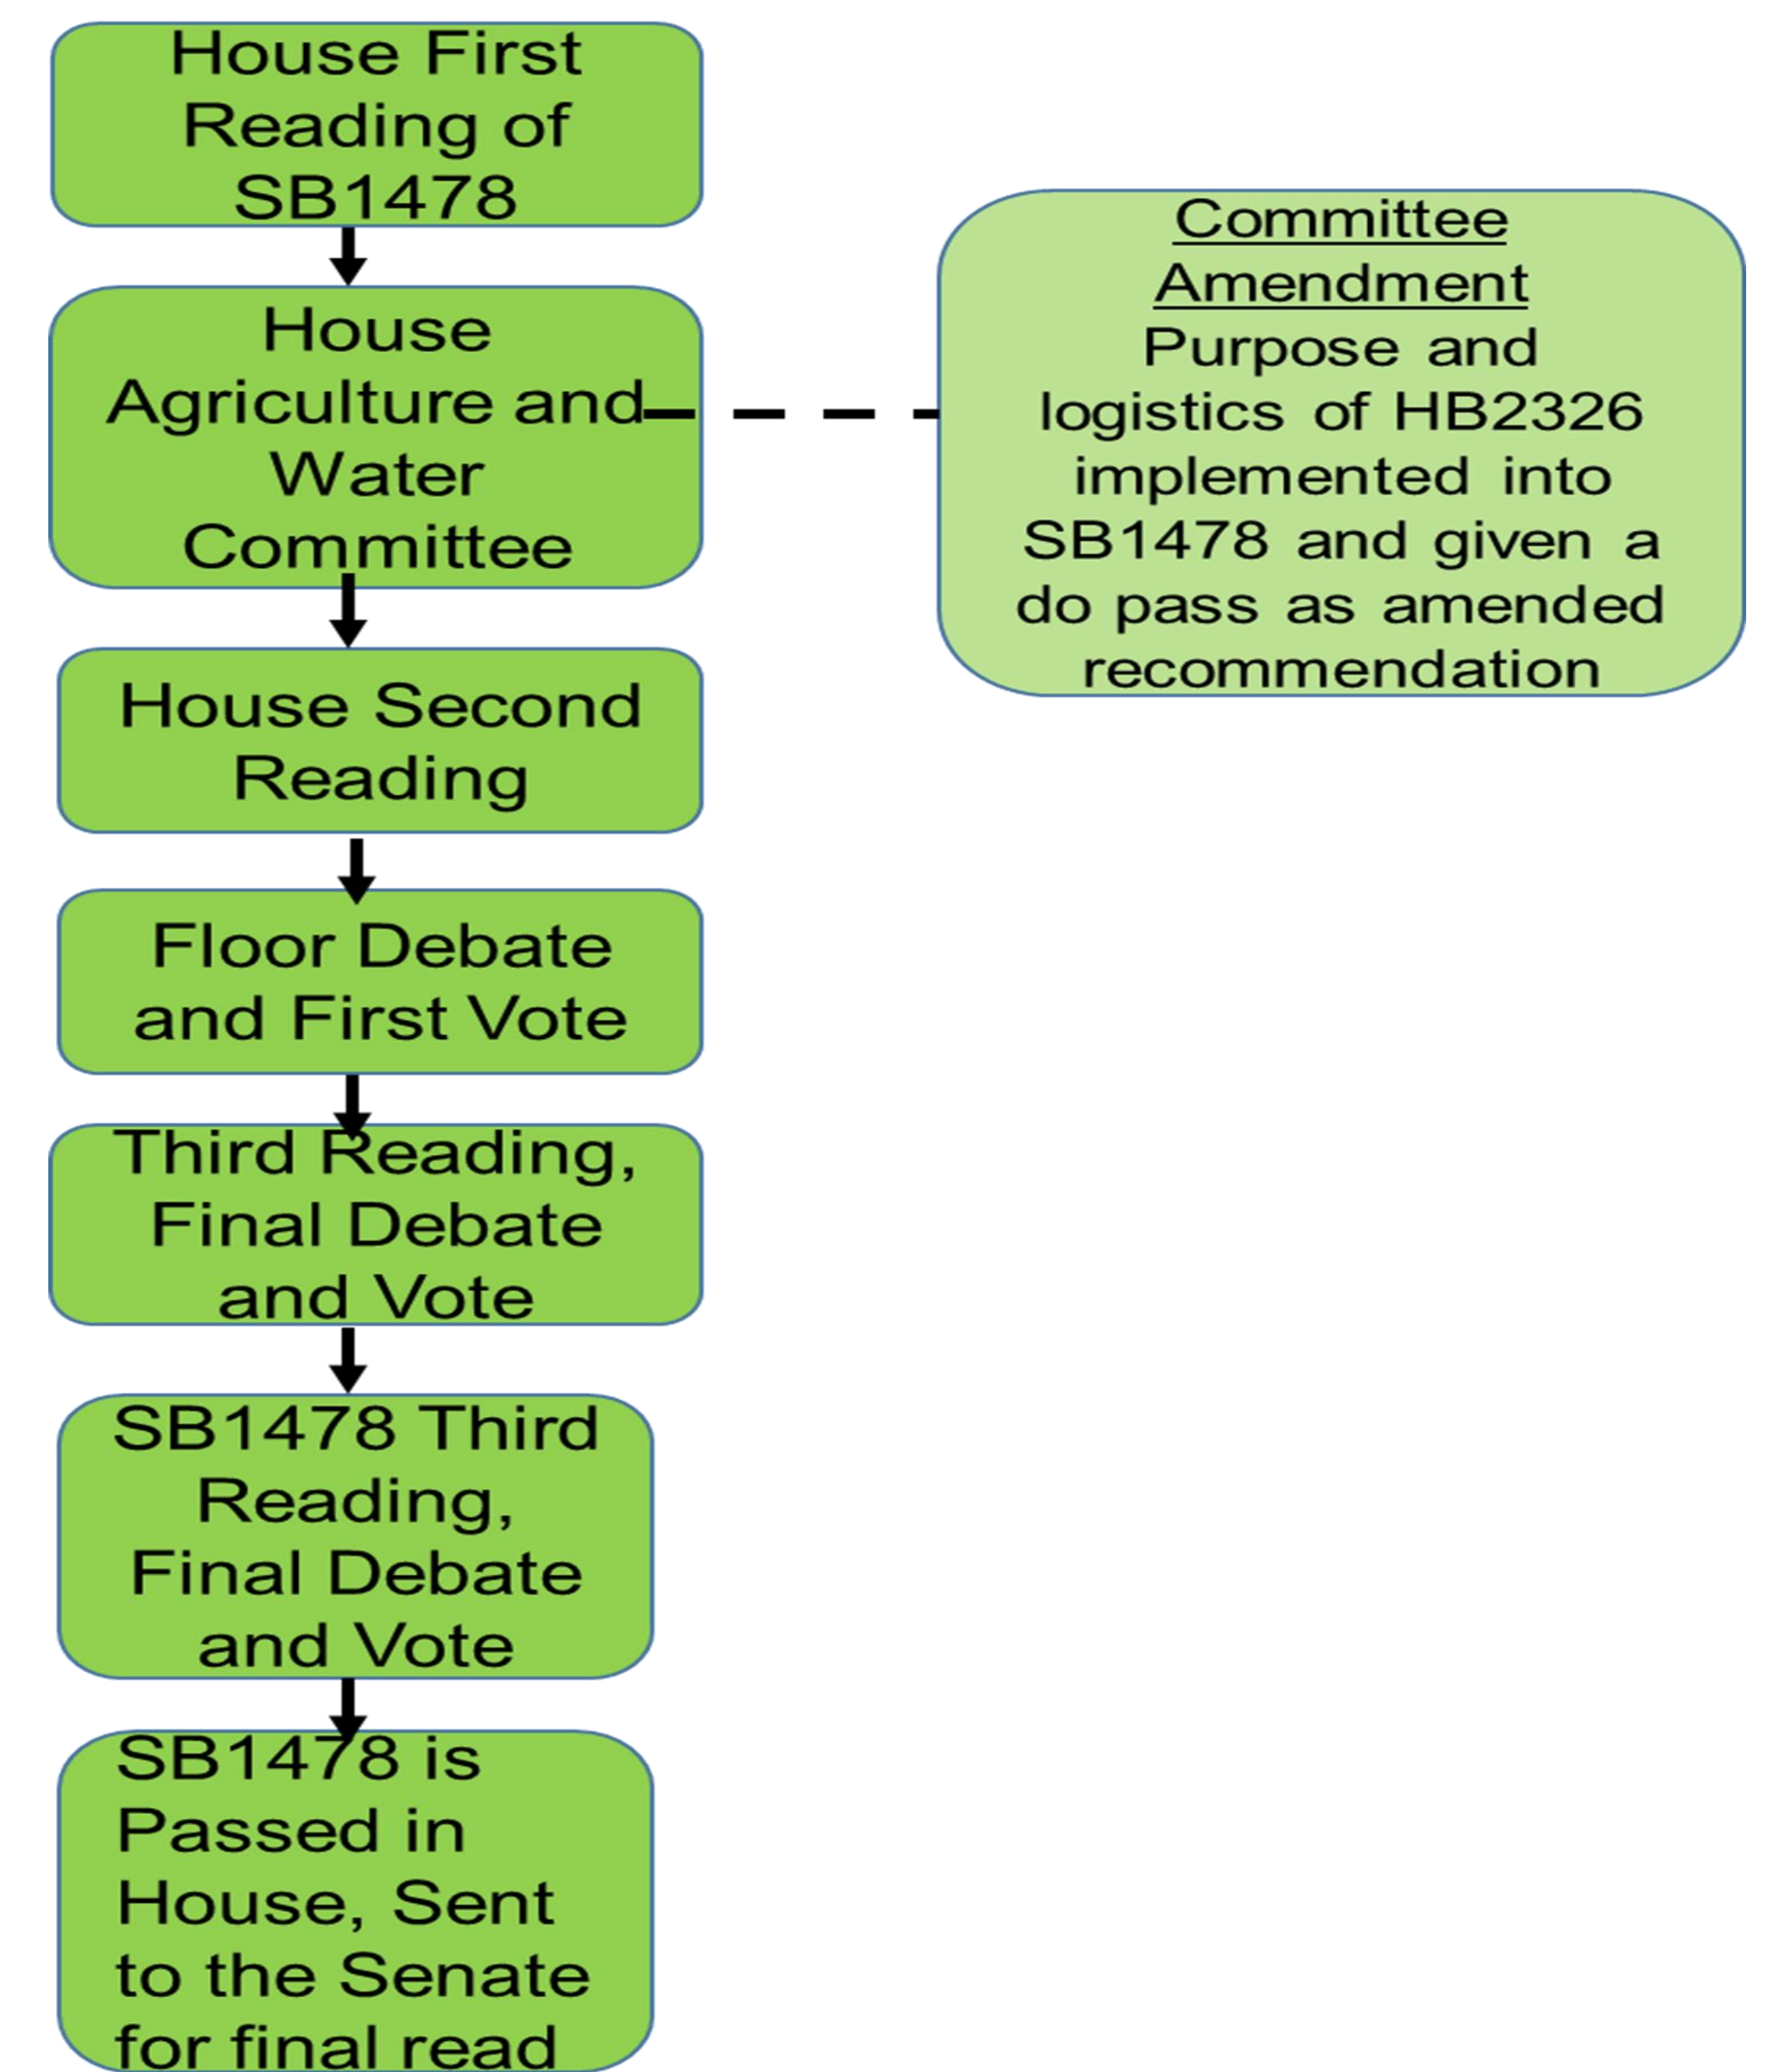 House First
Reading of
SB1478
House
Agriculture and
Water
Committee
Committee
Amendment
Purpose and
logistics of HB2326
implemented into
SB1478 and given a
do pass as amended
recommendation
House Second
Reading
Floor Debate
and First Vote
Third Reading,
Final Debate
and Vote
SB1478 Third
Reading,
Final Debate
and Vote
SB1478 is
Passed in
House, Sent
to the Senate
for final read